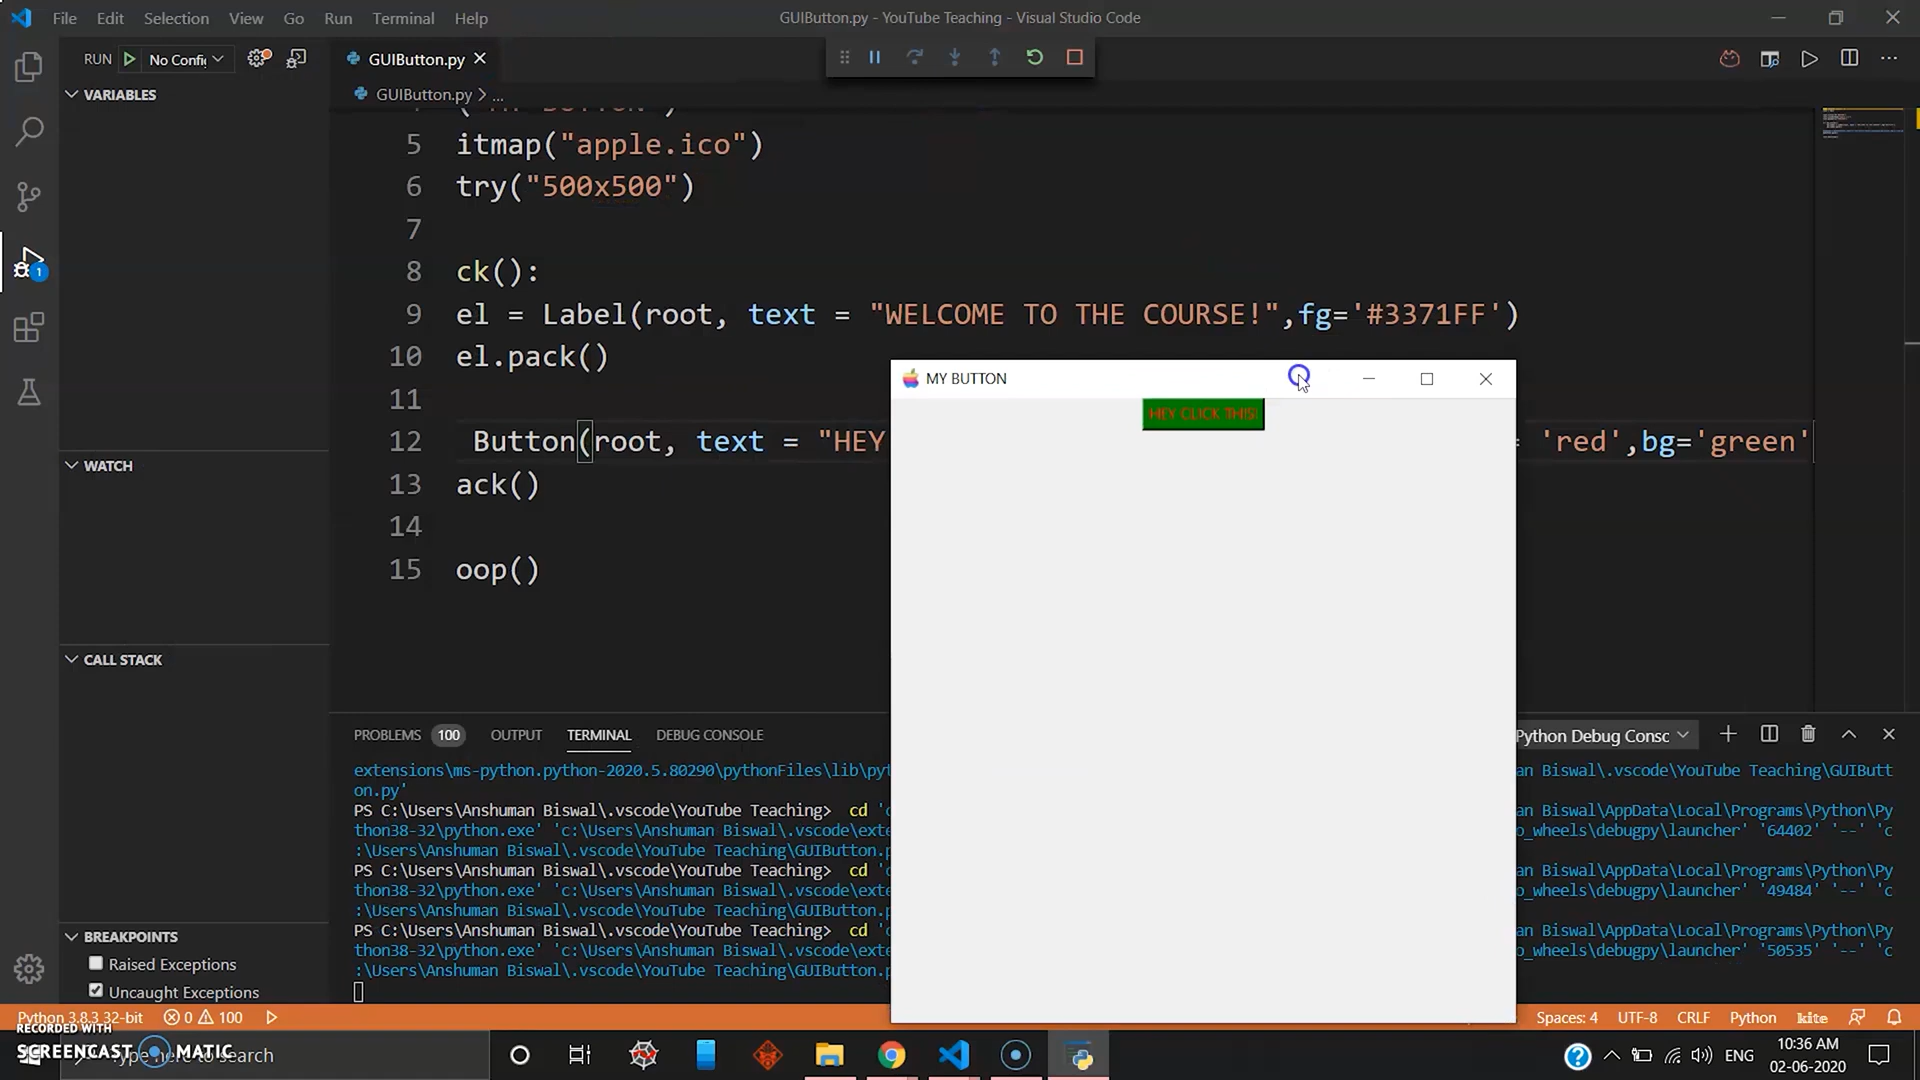 File Edit Selection View Go Run Terminal Help
GUIButton.py - YouTube Teaching - Visual Studio Code
RUN No Config
GUIButton.py
VARIABLES
GUIButton.py > ...
5 itmap("apple.ico")
6 try("500x500")
7
8 ck():
9 el = Label(root, text = "WELCOME TO THE COURSE!",fg='#3371FF')
10 el.pack()
11
12 Button(root, text = "HEY = 'red',bg='green'
13 ack()
14
15 oop()
MY BUTTON
HEY CLICK THIS!
WATCH
CALL STACK
BREAKPOINTS
Raised Exceptions
Uncaught Exceptions
1
PROBLEMS 100 OUTPUT TERMINAL DEBUG CONSOLE
Python Debug Consc
extensions\ms-python.python-2020.5.80290\pythonFiles\lib\pyt an Biswal\.vscode\YouTube Teaching\GUIButt
on.py'
PS C:\Users\Anshuman Biswal\.vscode\YouTube Teaching> cd 'c an Biswal\AppData\Local\Programs\Python\Py
thon38-32\python.exe' 'c:\Users\Anshuman Biswal\.vscode\exte o_wheels\debugpy\launcher' '64402' '--' 'c
:\Users\Anshuman Biswal\.vscode\YouTube Teaching\GUIButton.p
PS C:\Users\Anshuman Biswal\.vscode\YouTube Teaching> cd 'c an Biswal\AppData\Local\Programs\Python\Py
thon38-32\python.exe' 'c:\Users\Anshuman Biswal\.vscode\exte o_wheels\debugpy\launcher' '49484' '--' 'c
:\Users\Anshuman Biswal\.vscode\YouTube Teaching\GUIButton.p
PS C:\Users\Anshuman Biswal\.vscode\YouTube Teaching> cd 'c an Biswal\AppData\Local\Programs\Python\Py
thon38-32\python.exe' 'c:\Users\Anshuman Biswal\.vscode\exte o_wheels\debugpy\launcher' '50535' '--' 'c
:\Users\Anshuman Biswal\.vscode\YouTube Teaching\GUIButton.p
Python 3.8.3 32-bit 0 100
Spaces: 4 UTF-8 CRLF Python kite
RECORDED WITH
SCREENCAST MATIC
to search
ENG
10:36 AM
02-06-2020